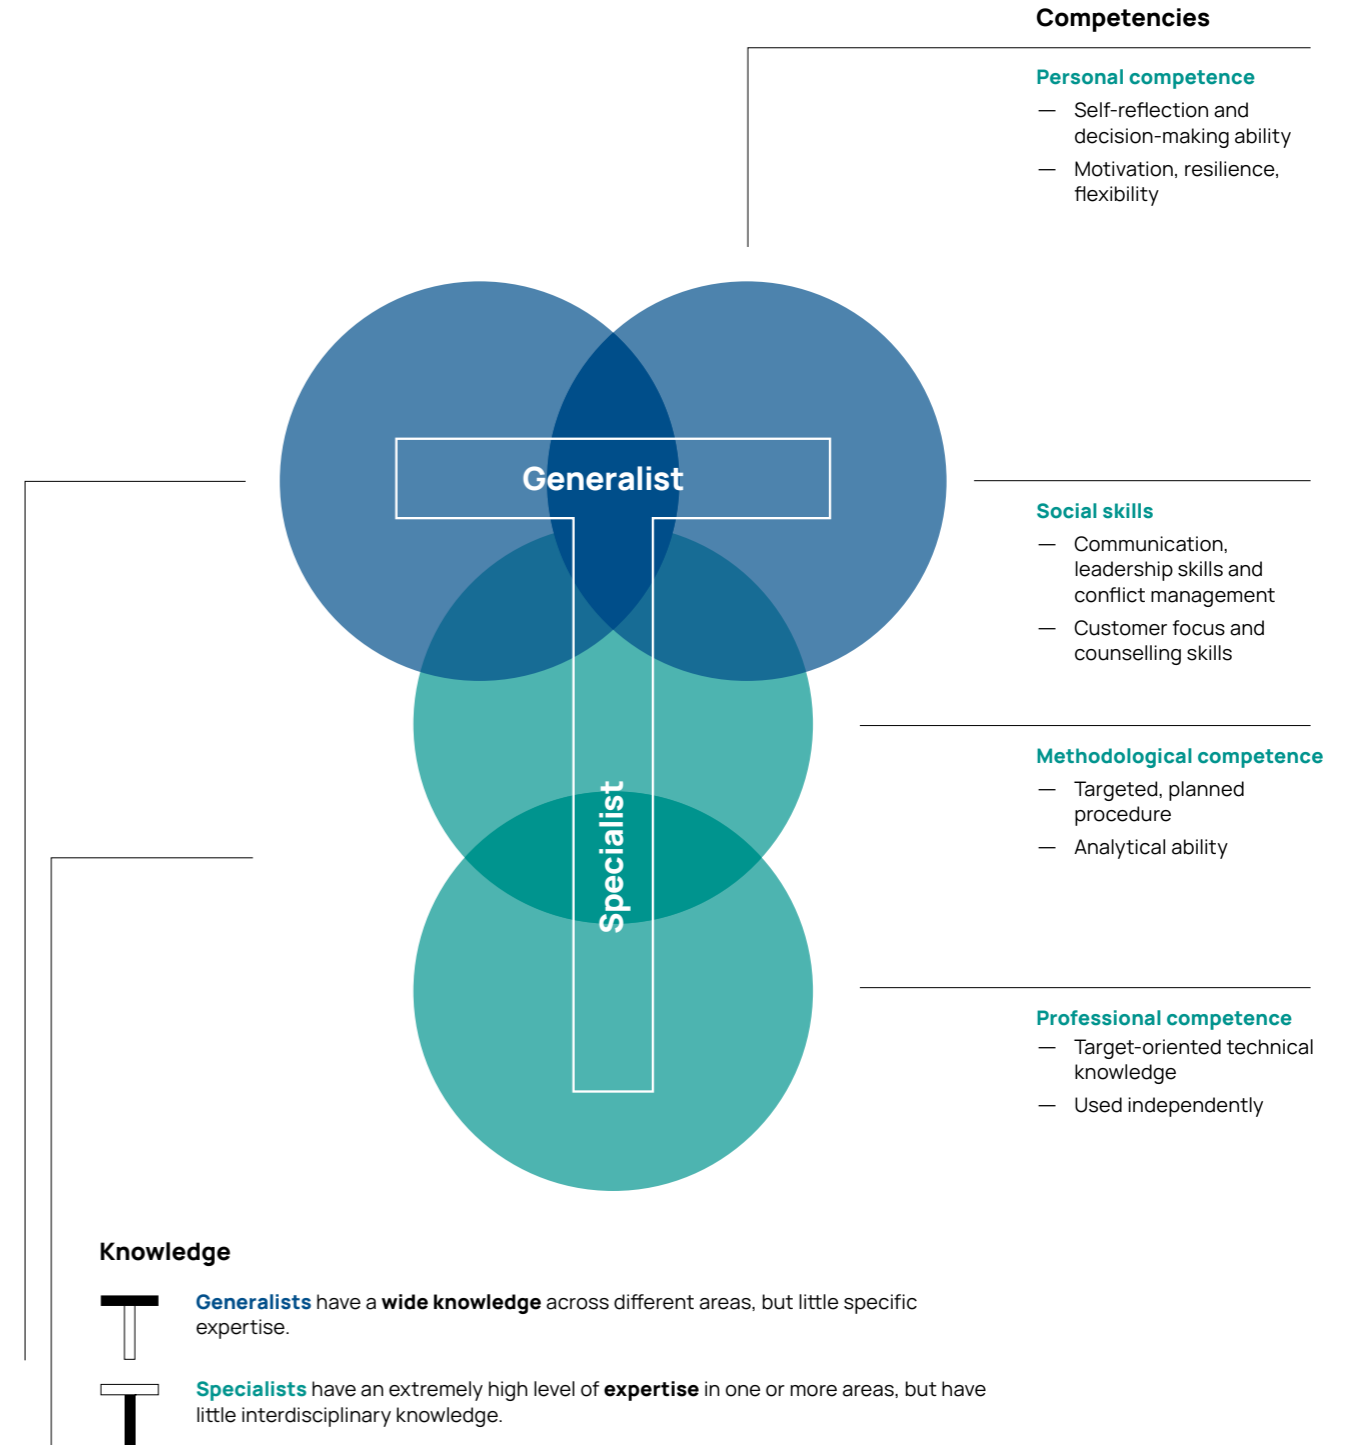 Competencies
Personal competence
— Self-reflection and
decision-making ability
— Motivation, resilience,
flexibility
Generalist
Social skills
— Communication,
leadership skills and
conflict management
— Customer focus and
counselling skills
Methodological competence
— Targeted, planned
procedure
— Analytical ability
Specialist
Professional competence
— Target-oriented technical
knowledge
— Used independently
Knowledge
Generalists have a wide knowledge across different areas, but little specific
expertise.
Specialists have an extremely high level of expertise in one or more areas, but have
little interdisciplinary knowledge.